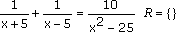 1/(x+5) + 1/(x−5) = 10/(x²−25) R = {}